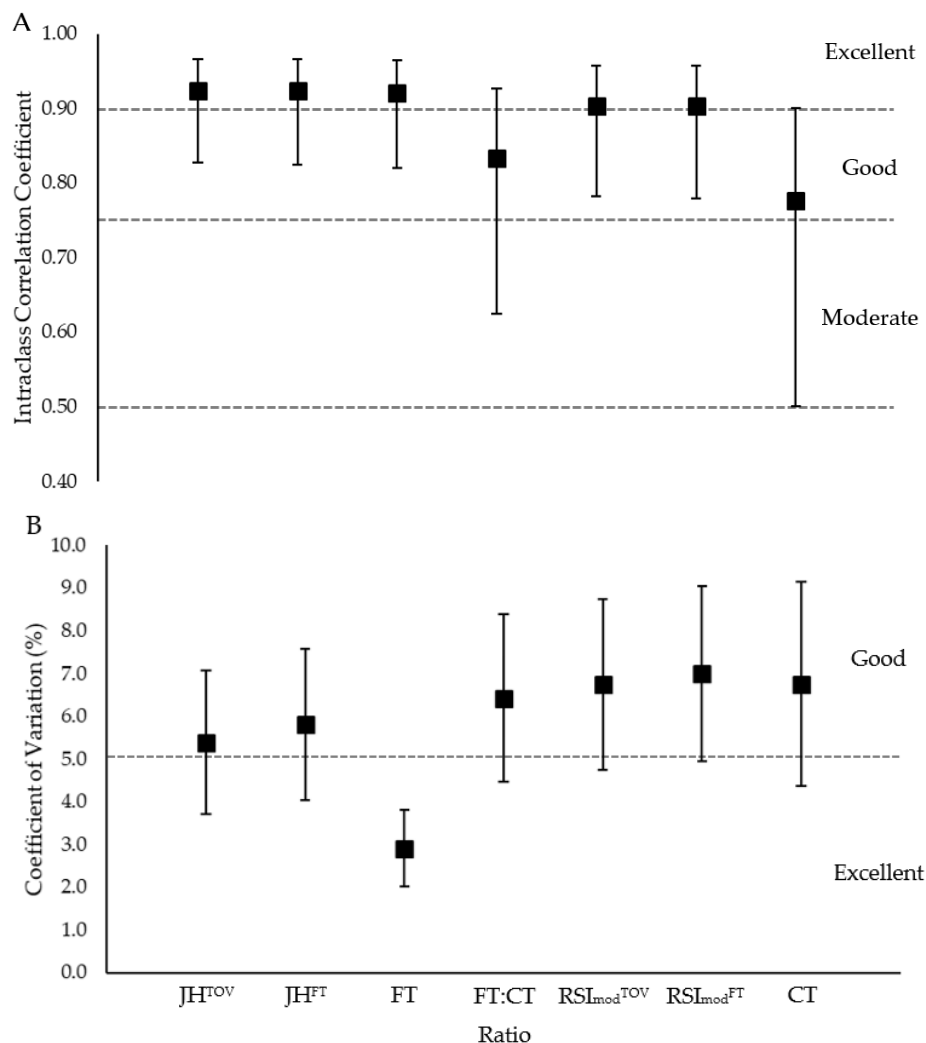 A
Intraclass Correlation Coefficient
1.00
0.90
0.80
0.70
0.60
0.50
0.40
Excellent
Good
Moderate
B
Coefficient of Variation (%)
10.0
9.0
8.0
7.0
6.0
5.0
4.0
3.0
2.0
1.0
0.0
Good
Excellent
JHᵀᴼⱽ JHᶠᵀ FT FT:CT RSImodᵀᴼⱽ RSImodᶠᵀ CT
Ratio